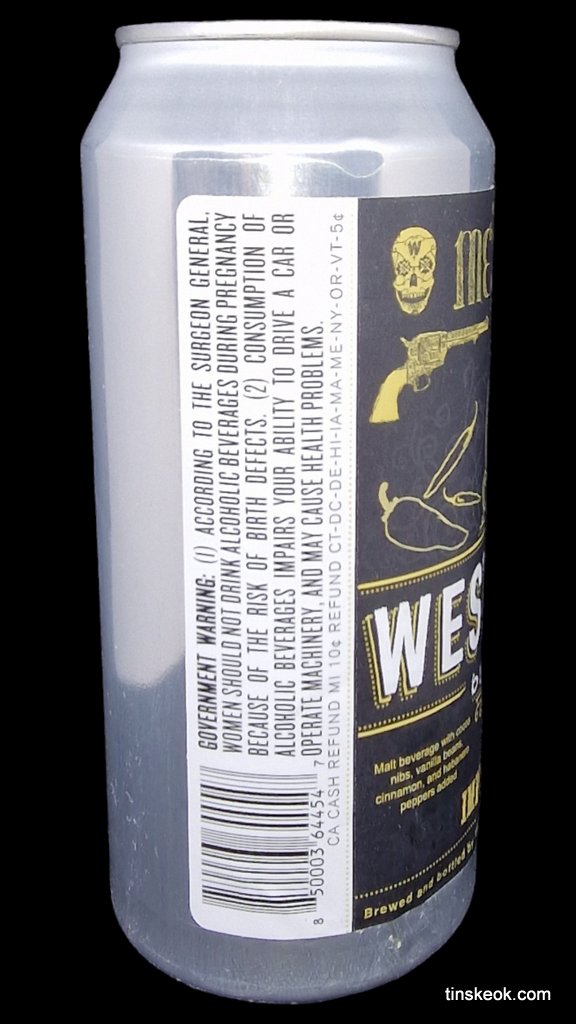 GOVERNMENT WARNING: (1) ACCORDING TO THE SURGEON GENERAL,
WOMEN SHOULD NOT DRINK ALCOHOLIC BEVERAGES DURING PREGNANCY
BECAUSE OF THE RISK OF BIRTH DEFECTS. (2) CONSUMPTION OF
ALCOHOLIC BEVERAGES IMPAIRS YOUR ABILITY TO DRIVE A CAR OR
OPERATE MACHINERY, AND MAY CAUSE HEALTH PROBLEMS.
CA CASH REFUND MI 10¢ REFUND CT-DC-DE-HI-IA-MA-ME-NY-OR-VT-5¢
8 50003 64454 7
W
WES
Malt beverage with cocoa
nibs, vanilla beans,
cinnamon, and habanero
peppers added
Brewed and bottled by
tinskeok.com